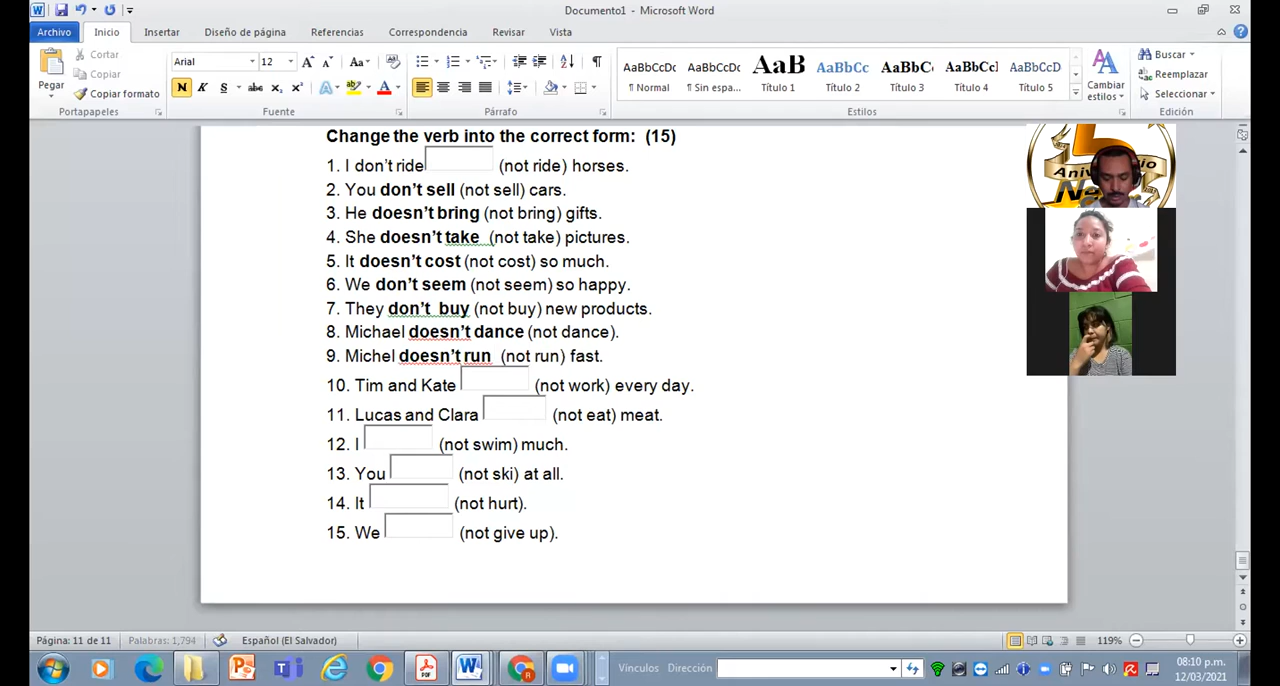 Documento1 - Microsoft Word
Archivo Inicio Insertar Diseño de página Referencias Correspondencia Revisar Vista
Pegar Cortar Copiar Copiar formato
Arial 12
N K S abc x₂ x² A A
AaBbCcDc AaBbCcDc AaB AaBbCc AaBbC AaBbCcI AaBbCcD
¶ Normal ¶ Sin espa... Título 1 Título 2 Título 3 Título 4 Título 5
Cambiar estilos
Buscar
Reemplazar
Seleccionar
Portapapeles Fuente Párrafo Estilos Edición
Change the verb into the correct form: (15)
1. I don't ride (not ride) horses.
2. You don't sell (not sell) cars.
3. He doesn't bring (not bring) gifts.
4. She doesn't take (not take) pictures.
5. It doesn't cost (not cost) so much.
6. We don't seem (not seem) so happy.
7. They don't buy (not buy) new products.
8. Michael doesn't dance (not dance).
9. Michel doesn't run (not run) fast.
10. Tim and Kate (not work) every day.
11. Lucas and Clara (not eat) meat.
12. I (not swim) much.
13. You (not ski) at all.
14. It (not hurt).
15. We (not give up).
Página: 11 de 11 Palabras: 1,794 Español (El Salvador) 119%
Vínculos Dirección
08:10 p.m.
12/03/2021